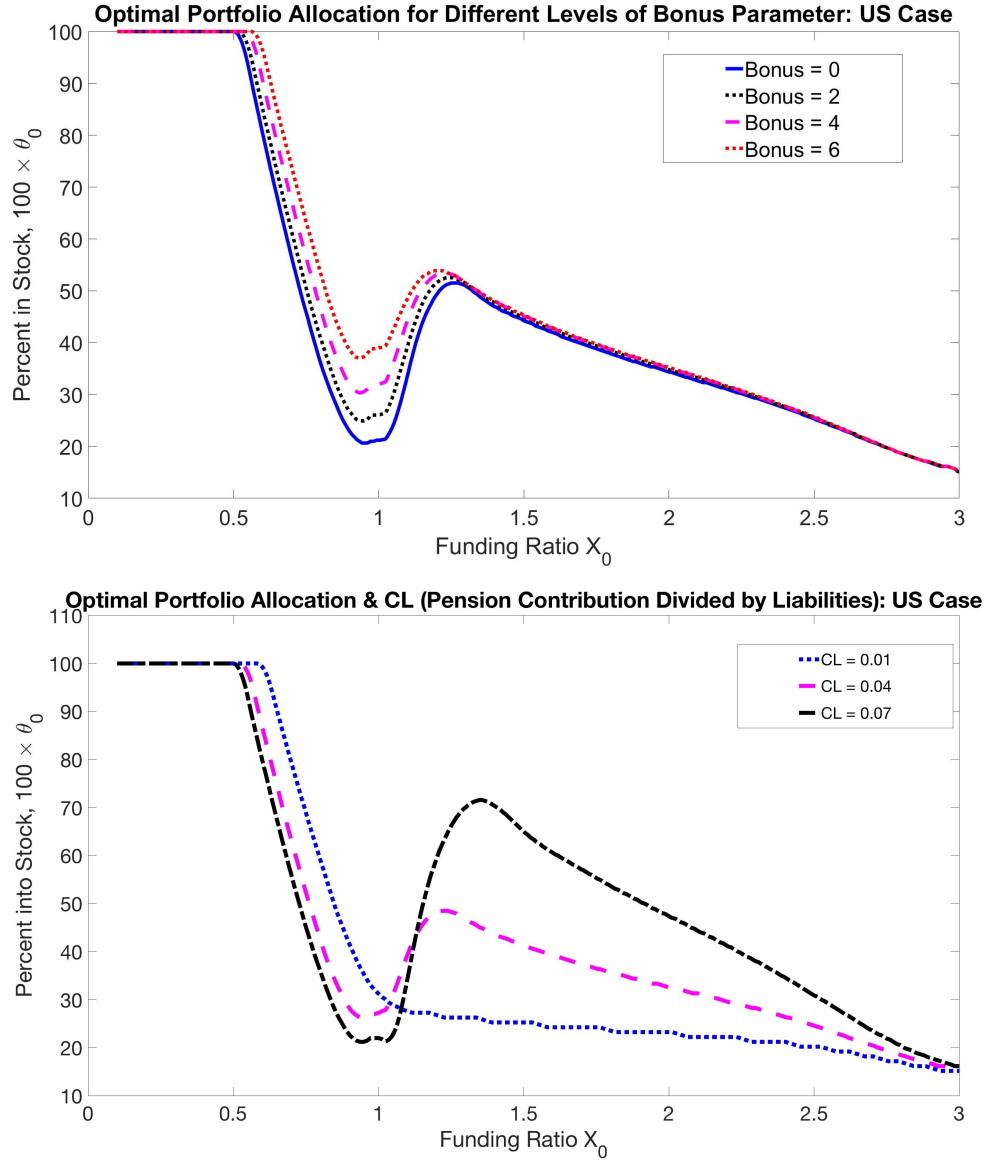 Optimal Portfolio Allocation for Different Levels of Bonus Parameter: US Case
100
90
80
70
60
50
40
30
20
10
Percent in Stock, 100 × θ0
Bonus = 0
Bonus = 2
Bonus = 4
Bonus = 6
0 0.5 1 1.5 2 2.5 3
Funding Ratio X0
Optimal Portfolio Allocation & CL (Pension Contribution Divided by Liabilities): US Case
110
100
90
80
70
60
50
40
30
20
10
Percent into Stock, 100 × θ0
CL = 0.01
CL = 0.04
CL = 0.07
0 0.5 1 1.5 2 2.5 3
Funding Ratio X0